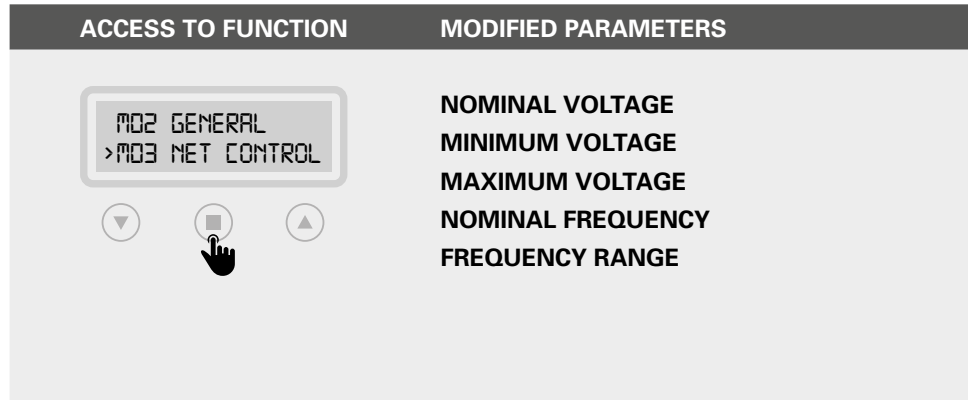 ACCESS TO FUNCTION
MODIFIED PARAMETERS
M02 GENERAL
>M03 NET CONTROL
NOMINAL VOLTAGE
MINIMUM VOLTAGE
MAXIMUM VOLTAGE
NOMINAL FREQUENCY
FREQUENCY RANGE